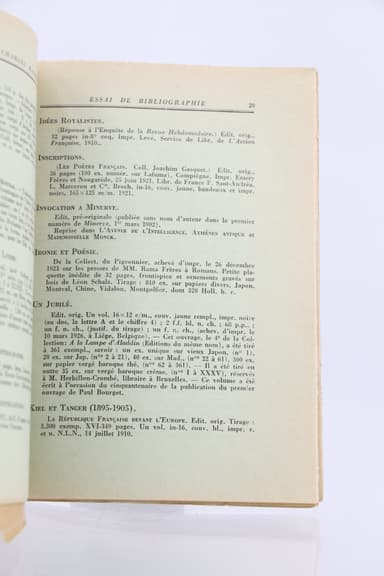 CHARLES
ESSAI DE BIBLIOGRAPHIE 29
IDÉES ROYALISTES.
(Réponse à l'Enquête de la Revue Hebdomadaire.) Edit. orig.,
32 pages in-8° coq. Impr. Levé, Service de Libr. de L'Action
Française, 1910.
INSCRIPTIONS.
(LES POÈTES FRANÇAIS. Coll. Joachim Gasquet.) Edit. orig.
36 pages (100 ex. numér. sur Lafuma). Compiègne, Impr. Emery
Frères et Nougarède, 25 juin 1921, Libr. de France F. Sant-Andréa,
L. Marcerou et Cie. Broch. in-16, couv. jaune, bandeaux et impr.
noirs, 165 × 125 m/m. 1921.
INVOCATION A MINERVE.
Edit. pré-originale (publiée sans nom d'auteur dans le premier
numéro de Minerva, 1er mars 1902).
Reprise dans L'AVENIR DE L'INTELLIGENCE, ATHÈNES ANTIQUE et
MADEMOISELLE MONCK.
IRONIE ET POÉSIE.
De la Collect. du Pigeonnier, achevé d'impr. le 26 décembre
1923 sur les presses de MM. Rama Frères à Romans. Petite pla-
quette inédite de 32 pages, frontispice et ornements gravés sur
bois de Léon Schulz. Tirage : 810 ex. sur papiers divers, Japon,
Montval, Chine, Vidalon, Montgolfier, dont 320 Holl. h. c.
UN JUBILÉ.
Edit. orig. Un vol. 16×12 c/m., couv. jaune rempl., impr. noire
(au dos, la lettre A et le chiffre 4) ; 2 f.f. bl. n. ch. ; 68 p.p. ;
un f. n. ch., (justif. du tirage) ; un f. n. ch., (achev. d'impr. le
10 mars 1926, à Liége, Belgique). — Cet ouvrage, le 4e de la Col-
lection: A la Lampe d'Aladdin (Editions du même nom), a été tiré
à 361 exempl., savoir : un ex. unique sur vieux Japon, (n° 1),
20 ex. sur Jap. (nos 2 à 21), 40 ex. sur Mad., (nos 22 à 61), 300 ex.
sur papier vergé baroque thé, (nos 62 à 361). — Il a été tiré en
outre 35 ex. sur vergé baroque crème, (nos I à XXXV), réservés
à M. Herbillon-Crombé, libraire à Bruxelles. — Ce volume a été
écrit à l'occasion du cinquantenaire de la publication du premier
ouvrage de Paul Bourget.
KIEL ET TANGER (1895-1905).
LA RÉPUBLIQUE FRANÇAISE DEVANT L'EUROPE. Edit. orig. Tirage :
3.300 exemp. XVI-349 pages. Un vol. in-16, couv. bl., impr. r.
et n. N.L.N., 14 juillet 1910.